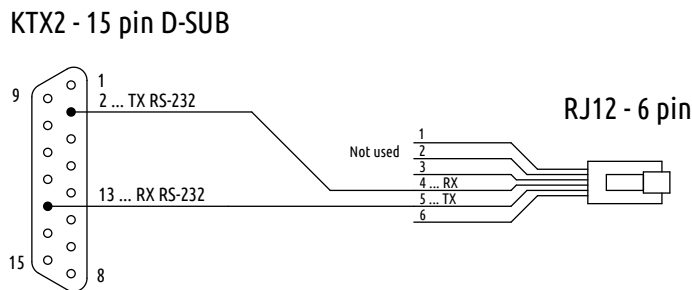 KTX2 - 15 pin D-SUB
1
9
2 ... TX RS-232
RJ12 - 6 pin
1
Not used
2
3
4 ... RX
13 ... RX RS-232
5 ... TX
6
15
8